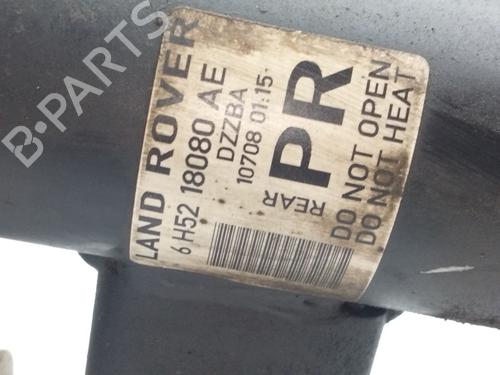 B-PARTS
LAND ROVER
6H52 18080 AE
DZZBA
10708 01:15
REAR
PR
DO NOT OPEN
DO NOT HEAT